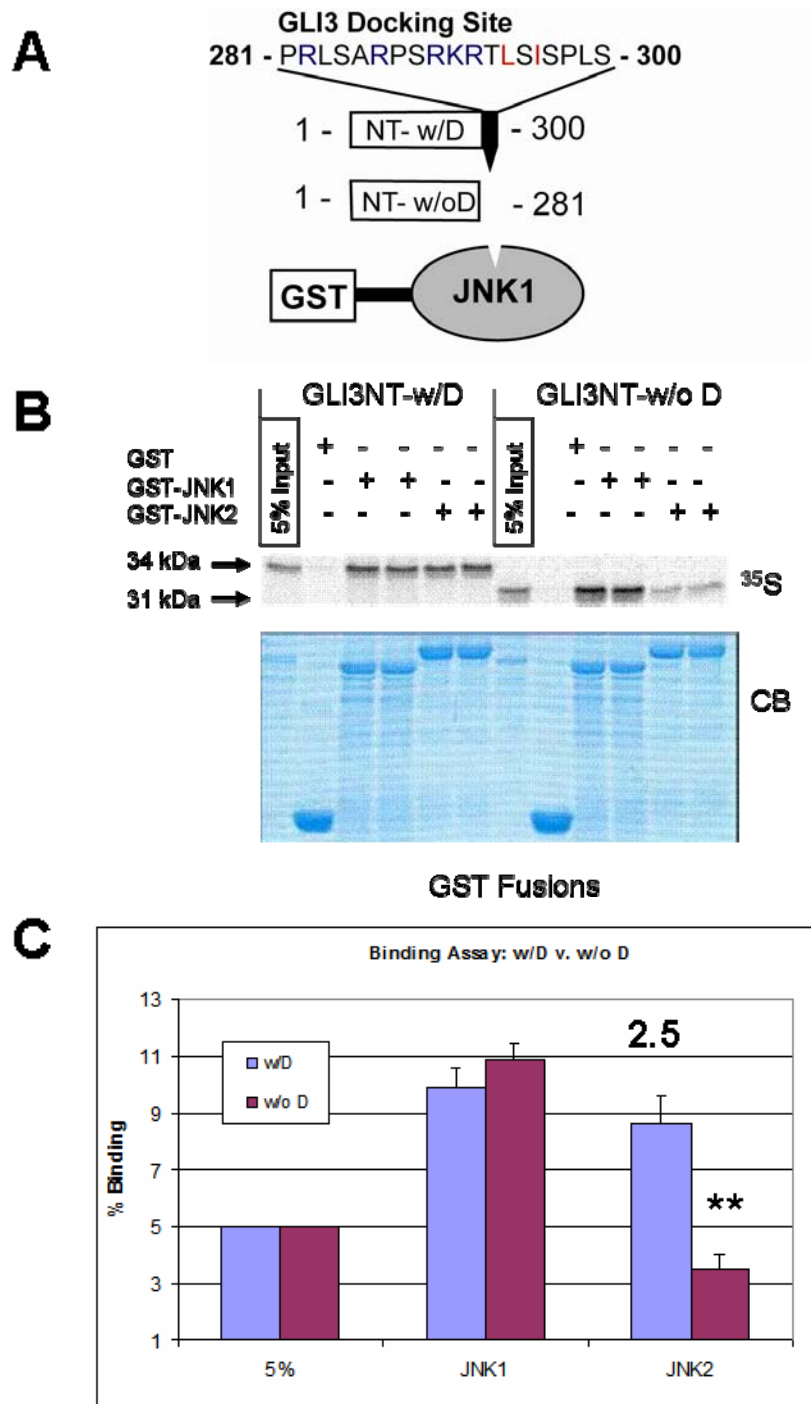 A
GLI3 Docking Site
281 - PRLSARPSRKRTLSISPLS - 300
1 - NT- w/D - 300
1 - NT- w/oD - 281
GST JNK1
B
GLI3NT-w/D GLI3NT-w/o D
5% Input 5% Input
GST + - - - - + - - - -
GST-JNK1 - + + - - - + + - -
GST-JNK2 - - - + + - - - + +
34 kDa
31 kDa
35S
CB
GST Fusions
C
Binding Assay: w/D v. w/o D
% Binding
13
11
9
7
5
3
1
w/D
w/o D
2.5
**
5% JNK1 JNK2